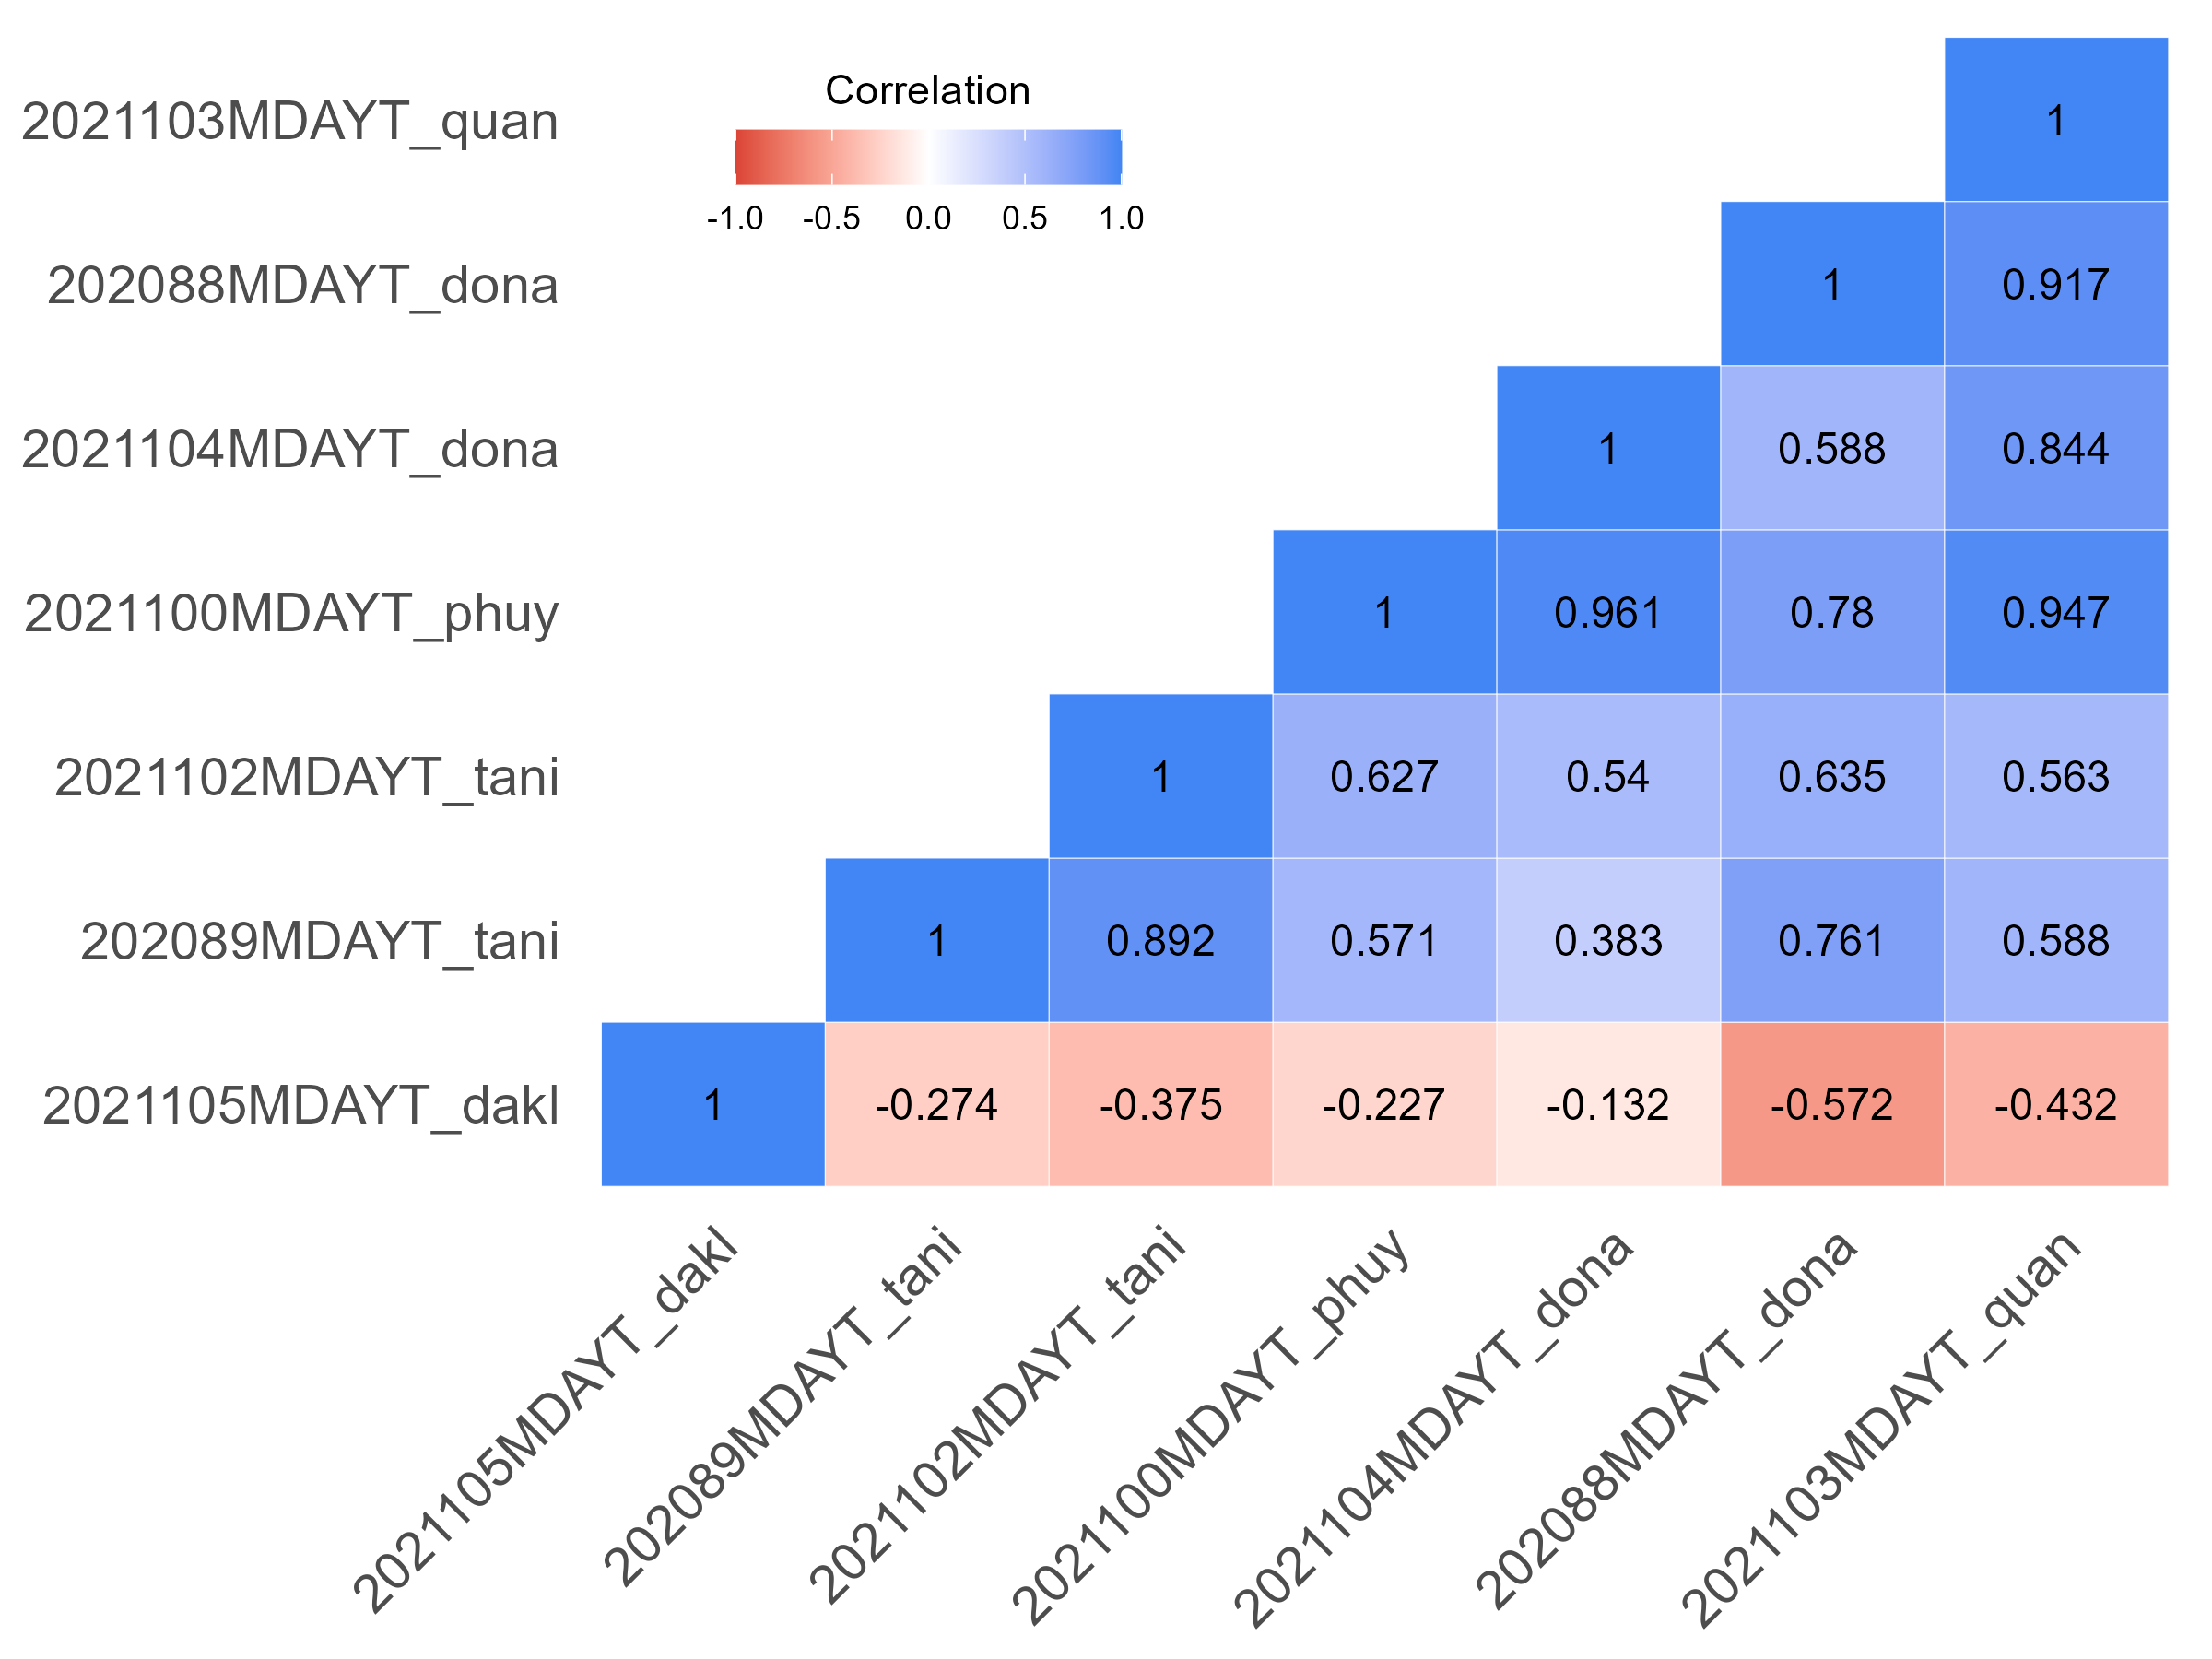 Correlation
-1.0 -0.5 0.0 0.5 1.0
2021103MDAYT_quan 1
202088MDAYT_dona 1 0.917
2021104MDAYT_dona 1 0.588 0.844
2021100MDAYT_phuy 1 0.961 0.78 0.947
2021102MDAYT_tani 1 0.627 0.54 0.635 0.563
202089MDAYT_tani 1 0.892 0.571 0.383 0.761 0.588
2021105MDAYT_dakl 1 -0.274 -0.375 -0.227 -0.132 -0.572 -0.432
2021105MDAYT_dakl
202089MDAYT_tani
2021102MDAYT_tani
2021100MDAYT_phuy
2021104MDAYT_dona
202088MDAYT_dona
2021103MDAYT_quan